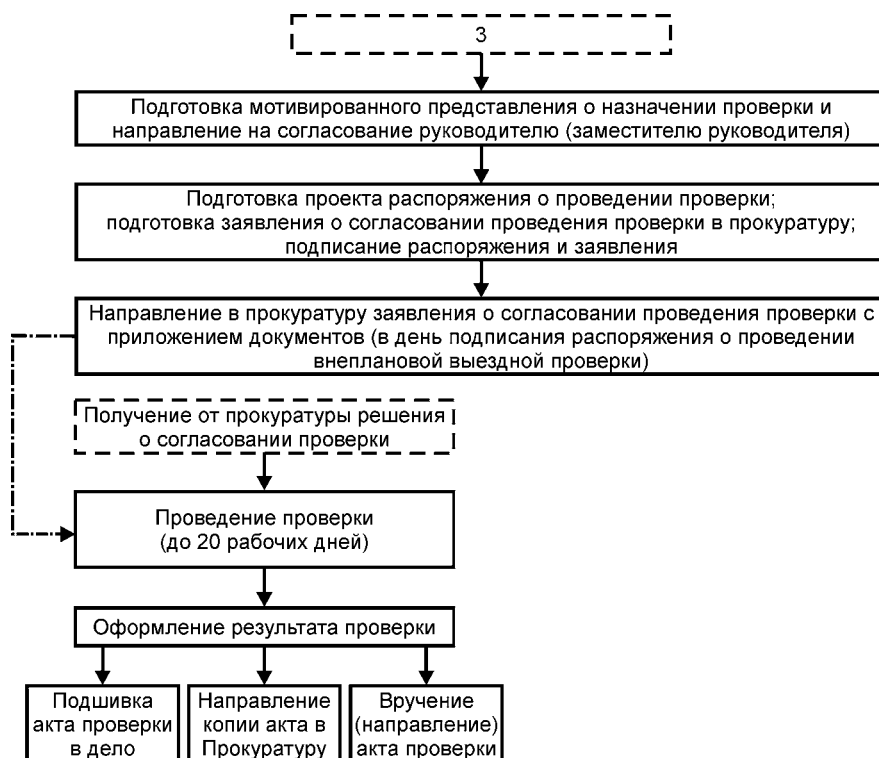 3
Подготовка мотивированного представления о назначении проверки и
направление на согласование руководителю (заместителю руководителя)
Подготовка проекта распоряжения о проведении проверки;
подготовка заявления о согласовании проведения проверки в прокуратуру;
подписание распоряжения и заявления
Направление в прокуратуру заявления о согласовании проведения проверки с
приложением документов (в день подписания распоряжения о проведении
внеплановой выездной проверки)
Получение от прокуратуры решения
о согласовании проверки
Проведение проверки
(до 20 рабочих дней)
Оформление результата проверки
Подшивка
акта проверки
в дело
Направление
копии акта в
Прокуратуру
Вручение
(направление)
акта проверки